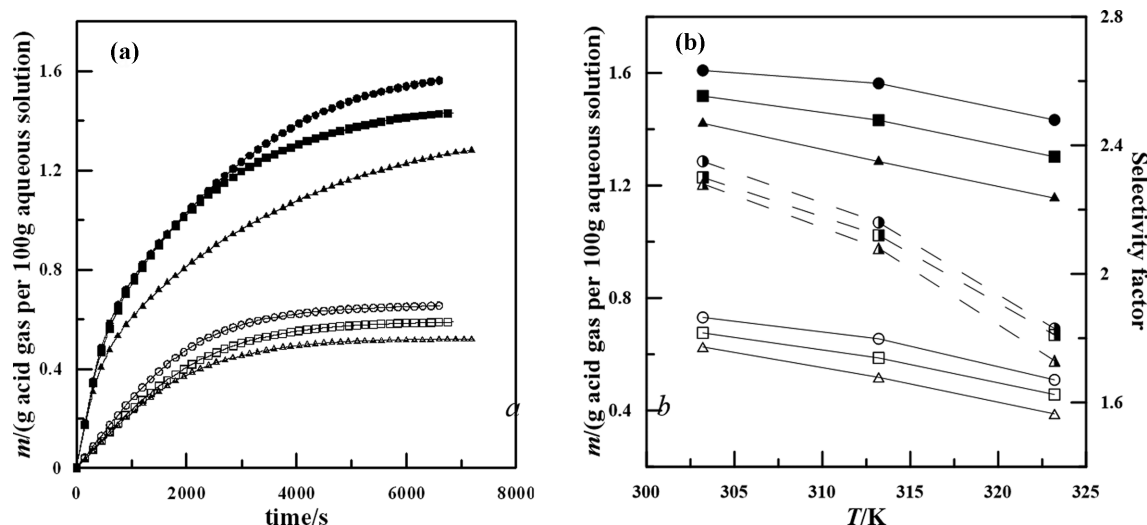 (a)
m/(g acid gas per 100g aqueous solution)
1.6
1.2
0.8
0.4
0
0
2000
4000
6000
8000
time/s
a
(b)
m/(g acid gas per 100g aqueous solution)
1.6
1.2
0.8
0.4
b
300
305
310
315
320
325
T/K
2.8
2.4
2
1.6
Selectivity factor